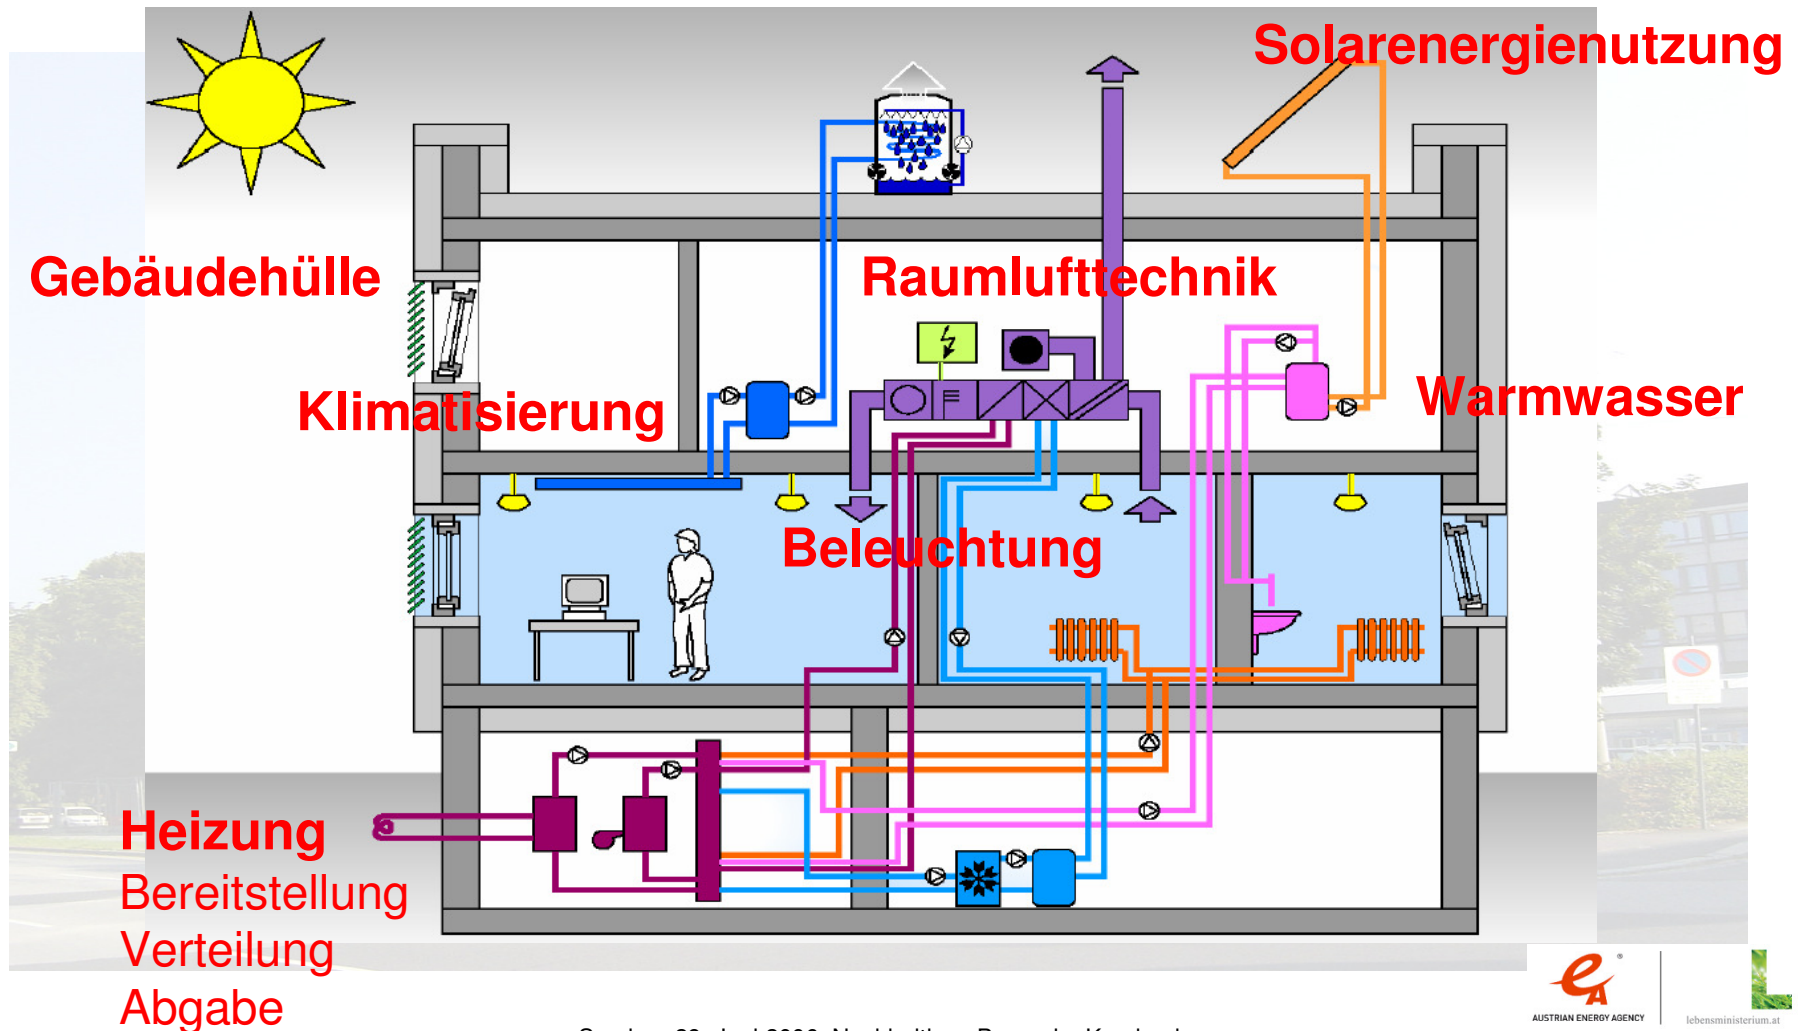 Solarenergienutzung
Gebäudehülle
Raumlufttechnik
Klimatisierung
Warmwasser
Beleuchtung
Heizung
Bereitstellung
Verteilung
Abgabe
AUSTRIAN ENERGY AGENCY
lebensministerium.at